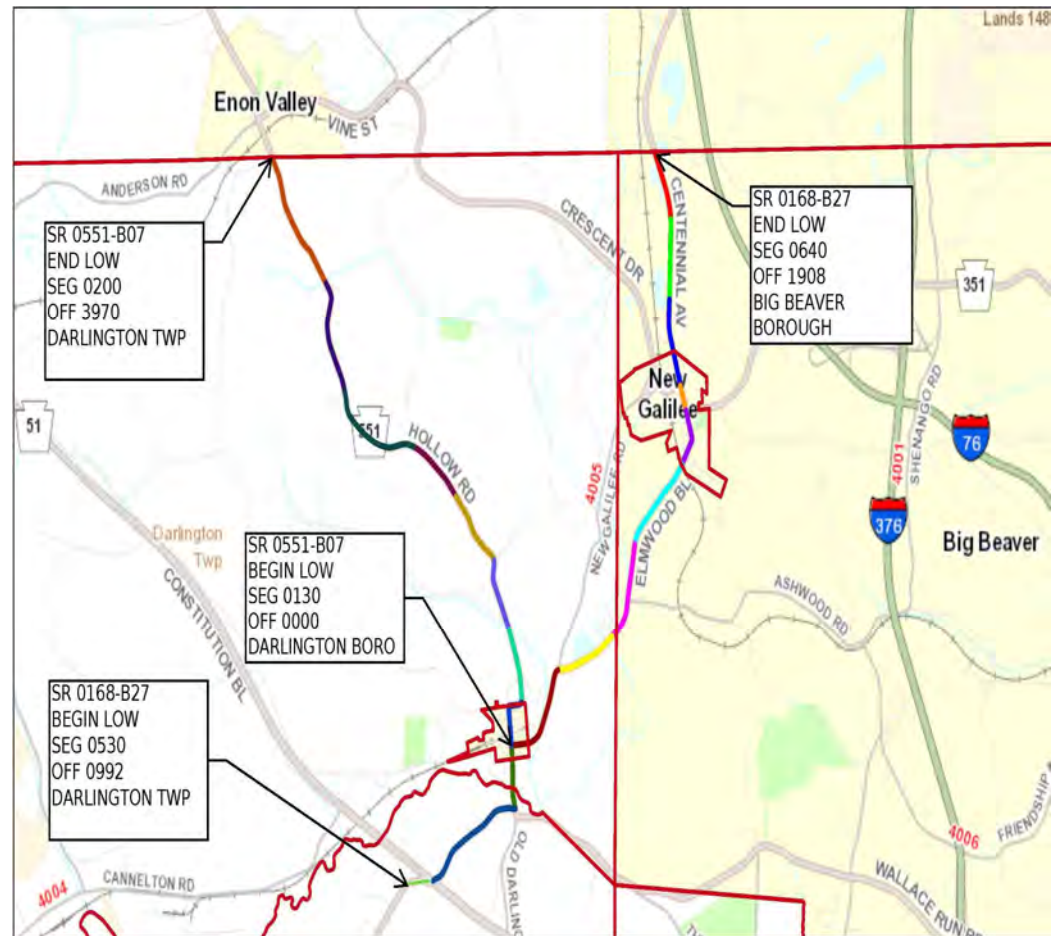 Lands 148
Enon Valley
VINE ST
ANDERSON RD
SR 0551-B07
END LOW
SEG 0200
OFF 3970
DARLINGTON TWP
CRESCENT DR
CENTENNIAL AV
SR 0168-B27
END LOW
SEG 0640
OFF 1908
BIG BEAVER
BOROUGH
351
New
Galilee
51
551
HOLLOW RD
NEW GALILEE RD
4005
ELMWOOD BL
4001
SHENANGO RD
76
376
Big Beaver
Darlington
Twp
CONSTITUTION BL
SR 0551-B07
BEGIN LOW
SEG 0130
OFF 0000
DARLINGTON BORO
ASHWOOD RD
SR 0168-B27
BEGIN LOW
SEG 0530
OFF 0992
DARLINGTON TWP
OLD DARLING
4004
CANNELTON RD
4006
FRIENDSHIP
WALLACE RUN RD